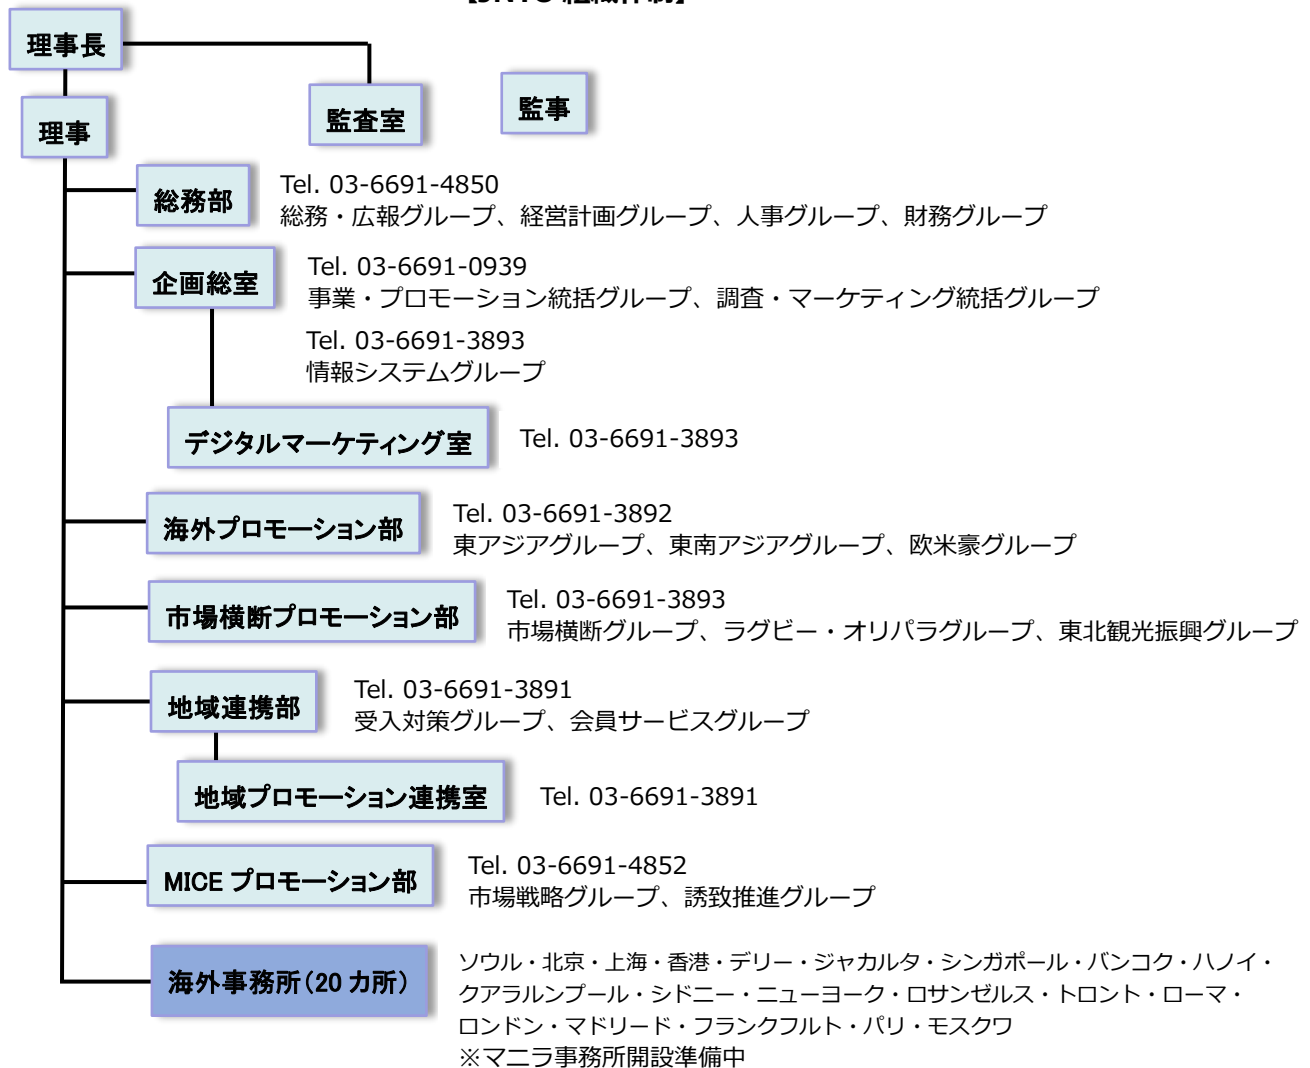 【JNTO 組織体制】
理事長
理事
監査室
監事
総務部
Tel. 03-6691-4850
総務・広報グループ、経営計画グループ、人事グループ、財務グループ
企画総室
Tel. 03-6691-0939
事業・プロモーション統括グループ、調査・マーケティング統括グループ
Tel. 03-6691-3893
情報システムグループ
デジタルマーケティング室
Tel. 03-6691-3893
海外プロモーション部
Tel. 03-6691-3892
東アジアグループ、東南アジアグループ、欧米豪グループ
市場横断プロモーション部
Tel. 03-6691-3893
市場横断グループ、ラグビー・オリパラグループ、東北観光振興グループ
地域連携部
Tel. 03-6691-3891
受入対策グループ、会員サービスグループ
地域プロモーション連携室
Tel. 03-6691-3891
MICE プロモーション部
Tel. 03-6691-4852
市場戦略グループ、誘致推進グループ
海外事務所(20 カ所)
ソウル・北京・上海・香港・デリー・ジャカルタ・シンガポール・バンコク・ハノイ・
クアラルンプール・シドニー・ニューヨーク・ロサンゼルス・トロント・ローマ・
ロンドン・マドリード・フランクフルト・パリ・モスクワ
※マニラ事務所開設準備中